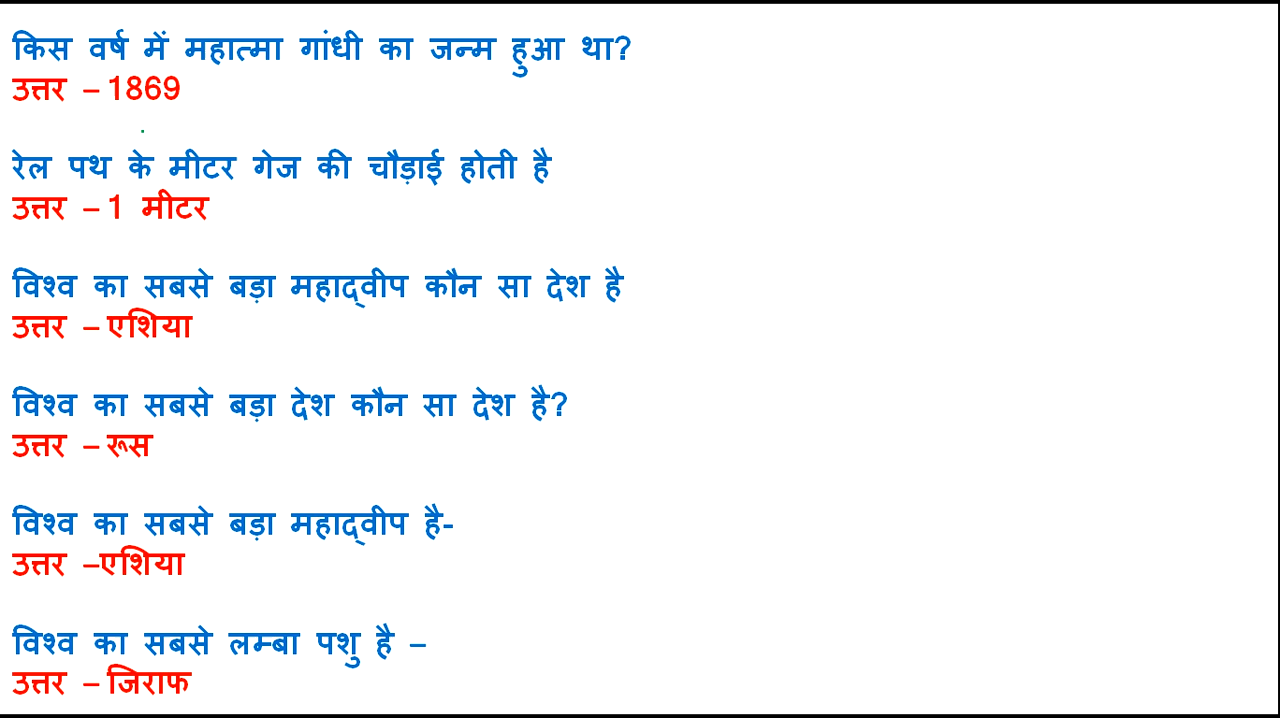 किस वर्ष में महात्मा गांधी का जन्म हुआ था?
उत्तर – 1869
रेल पथ के मीटर गेज की चौड़ाई होती है
उत्तर – 1 मीटर
विश्व का सबसे बड़ा महाद्वीप कौन सा देश है
उत्तर – एशिया
विश्व का सबसे बड़ा देश कौन सा देश है?
उत्तर – रूस
विश्व का सबसे बड़ा महाद्वीप है-
उत्तर –एशिया
विश्व का सबसे लम्बा पशु है –
उत्तर – जिराफ